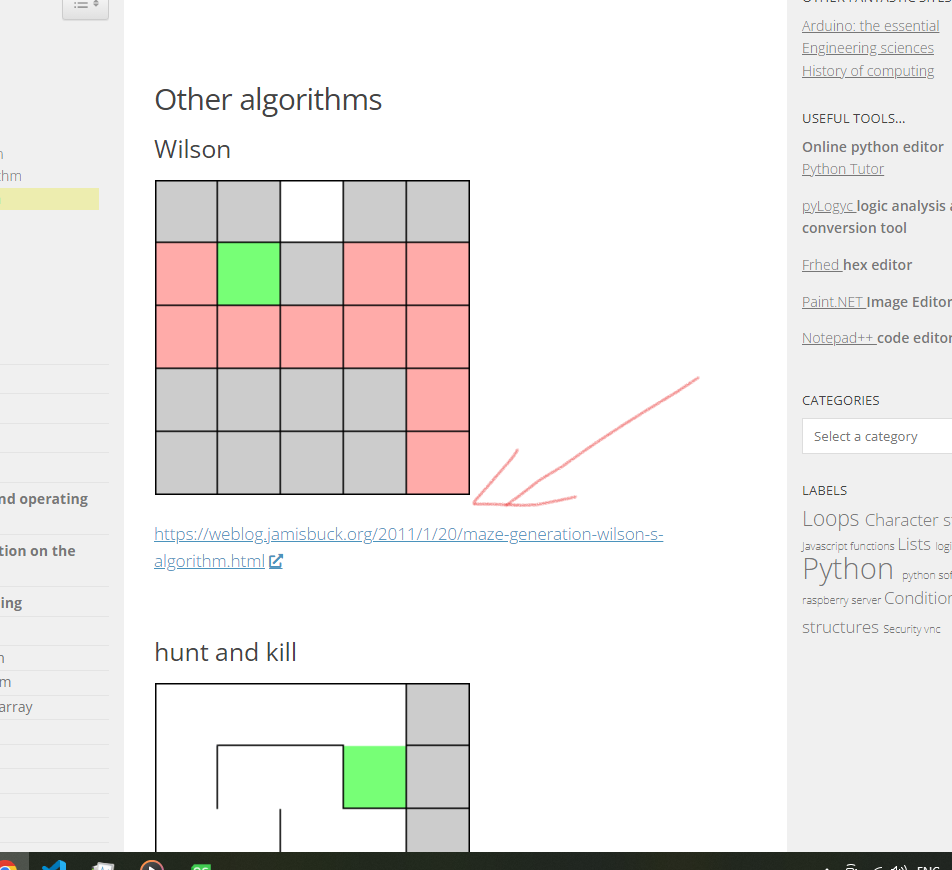 thm
nd operating
tion on the
ing
m
array
Other algorithms
Wilson
https://weblog.jamisbuck.org/2011/1/20/maze-generation-wilson-s-
algorithm.html
hunt and kill
Arduino: the essential
Engineering sciences
History of computing
USEFUL TOOLS...
Online python editor
Python Tutor
pyLogyc logic analysis a
conversion tool
Frhed hex editor
Paint.NET Image Editor
Notepad++ code editor
CATEGORIES
Select a category
LABELS
Loops Character s
Javascript functions Lists logi
Python python sof
raspberry server Condition
structures Security vnc
ENG